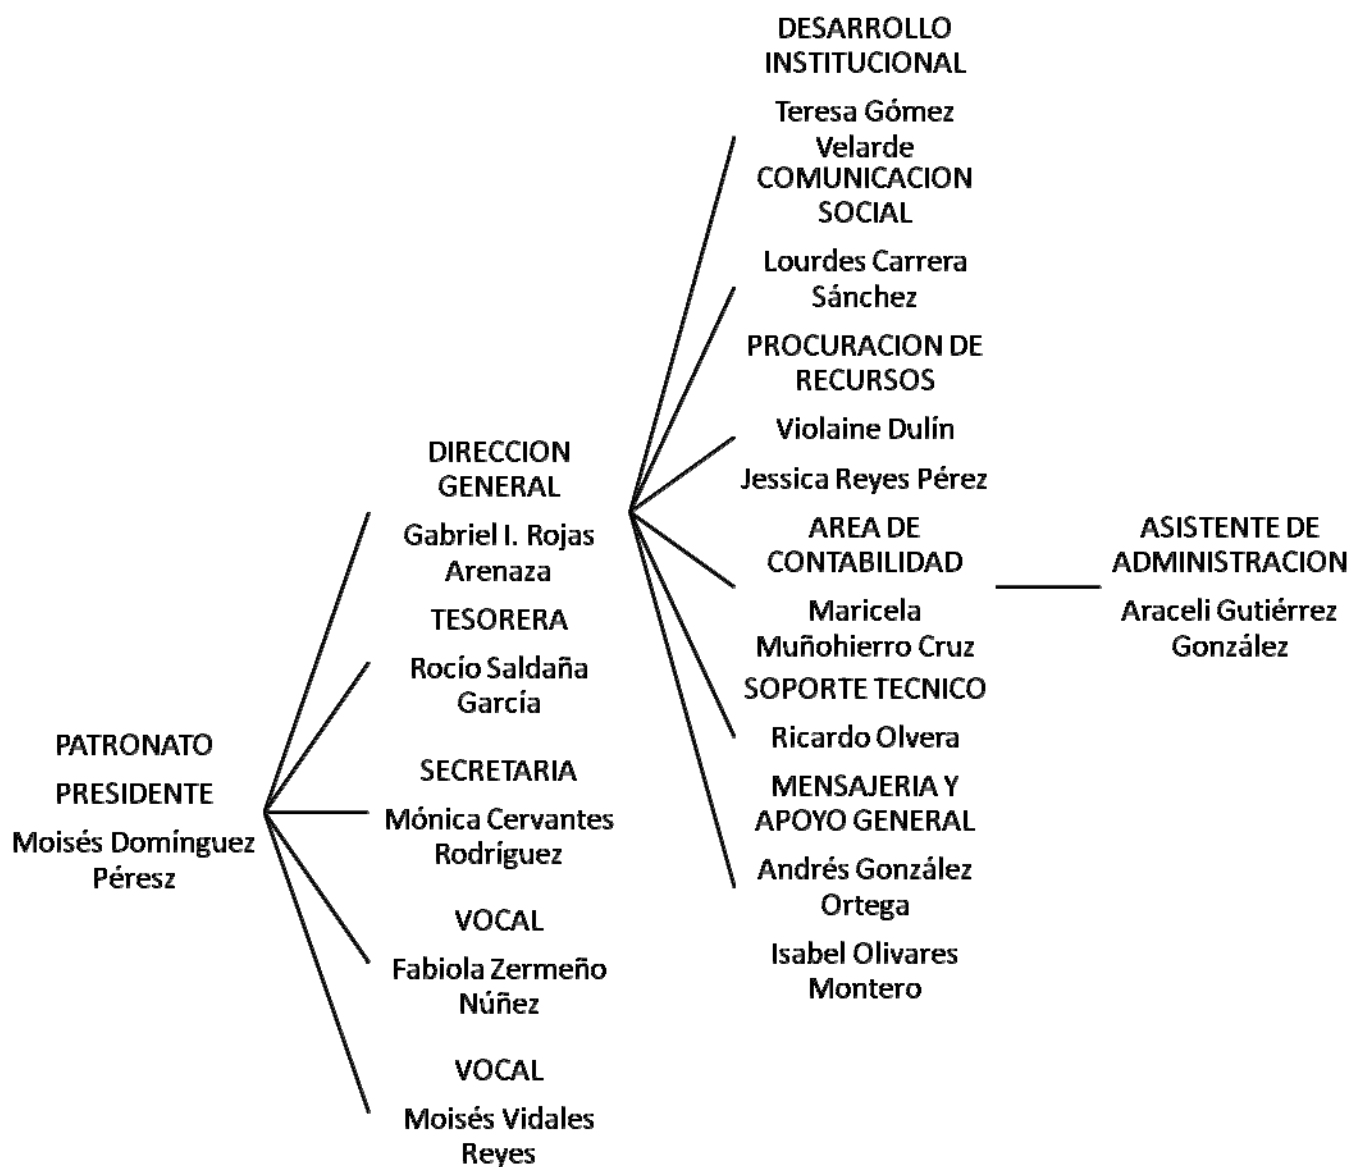 PATRONATO
PRESIDENTE
Moisés Domínguez
Péresz
DIRECCION
GENERAL
Gabriel I. Rojas
Arenaza
TESORERA
Rocío Saldaña
García
SECRETARIA
Mónica Cervantes
Rodríguez
VOCAL
Fabiola Zermeño
Núñez
VOCAL
Moisés Vidales
Reyes
DESARROLLO
INSTITUCIONAL
Teresa Gómez
Velarde
COMUNICACION
SOCIAL
Lourdes Carrera
Sánchez
PROCURACION DE
RECURSOS
Violaine Dulín
Jessica Reyes Pérez
AREA DE
CONTABILIDAD
Maricela
Muñohierro Cruz
SOPORTE TECNICO
Ricardo Olvera
MENSAJERIA Y
APOYO GENERAL
Andrés González
Ortega
Isabel Olivares
Montero
ASISTENTE DE
ADMINISTRACION
Araceli Gutiérrez
González